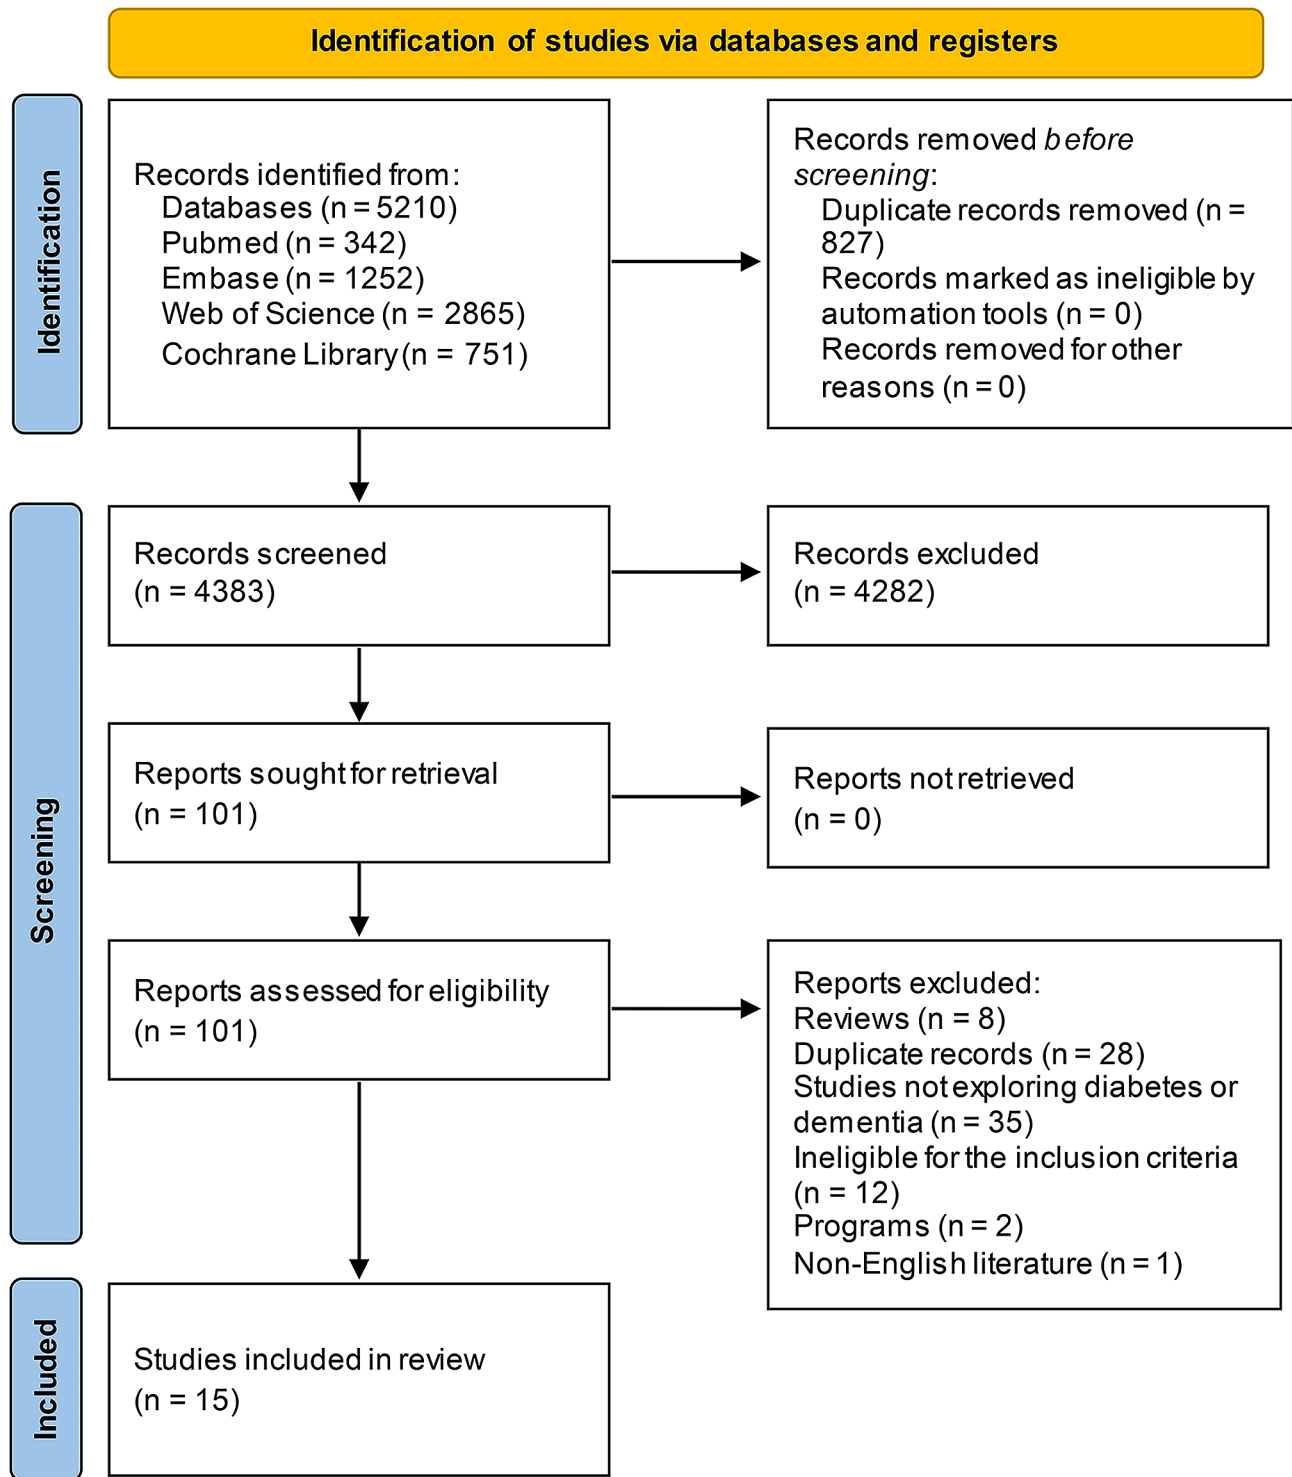 Identification of studies via databases and registers
Identification
Records identified from:
Databases (n = 5210)
Pubmed (n = 342)
Embase (n = 1252)
Web of Science (n = 2865)
Cochrane Library (n = 751)
Records removed before
screening:
Duplicate records removed (n =
827)
Records marked as ineligible by
automation tools (n = 0)
Records removed for other
reasons (n = 0)
Screening
Records screened
(n = 4383)
Records excluded
(n = 4282)
Reports sought for retrieval
(n = 101)
Reports not retrieved
(n = 0)
Reports assessed for eligibility
(n = 101)
Reports excluded:
Reviews (n = 8)
Duplicate records (n = 28)
Studies not exploring diabetes or
dementia (n = 35)
Ineligible for the inclusion criteria
(n = 12)
Programs (n = 2)
Non-English literature (n = 1)
Included
Studies included in review
(n = 15)